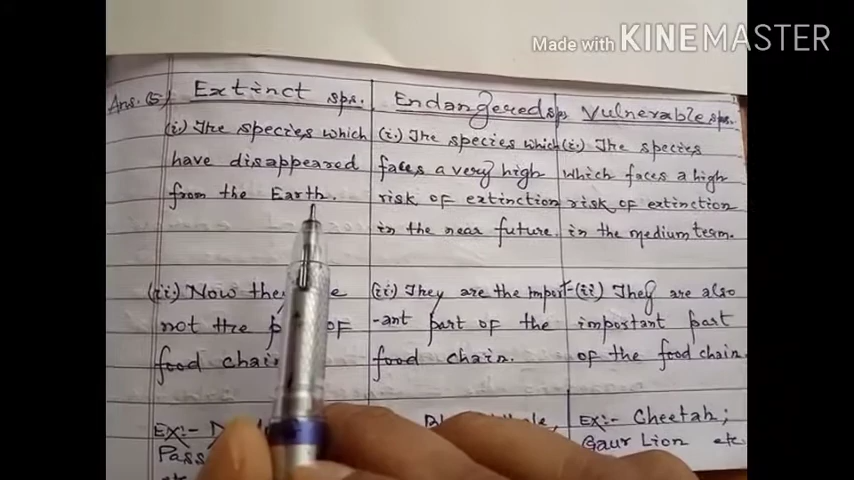 Made with KINEMASTER
Ans.(5) Extinct sps. Endangered sp. Vulnerable sps.
(i) The species which (i.) The species which (i.) The species
have disappeared faces a very high which faces a high
from the Earth. risk of extinction risk of extinction
in the near future. in the medium term.
(ii) Now (ii) They are the import- (ii) They are also
not the of -ant part of the important part
food chain food chain. of the food chain.
Ex:- Ex:- Cheetah;
Gaur Lion etc